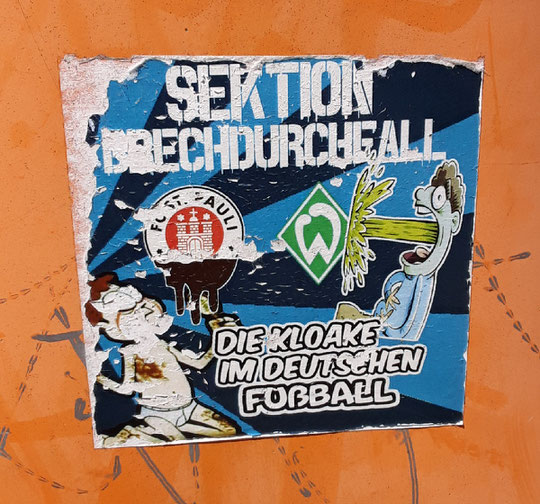 SEKTION
BRECHDURCHFALL
FC ST. PAULI
W
DIE KLOAKE
IM DEUTSCHEN
FUßBALL